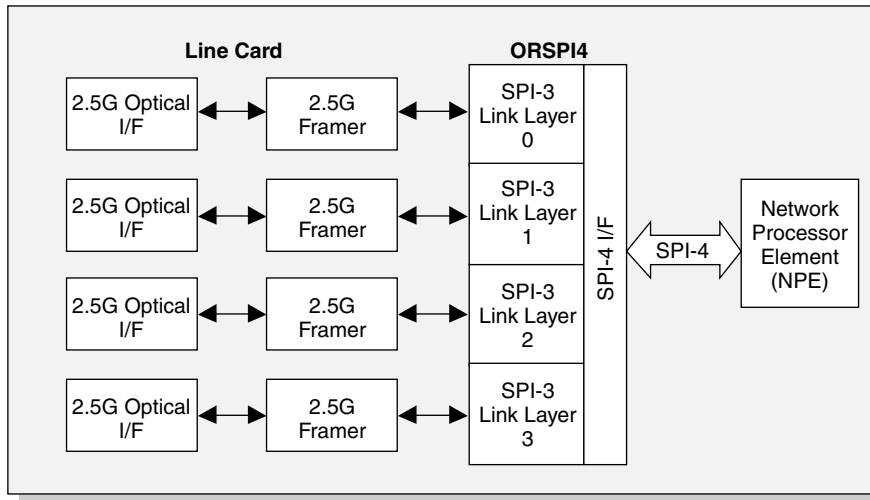 Line Card
ORSPI4
2.5G Optical
I/F
2.5G
Framer
SPI-3
Link Layer
0
2.5G Optical
I/F
2.5G
Framer
SPI-3
Link Layer
1
2.5G Optical
I/F
2.5G
Framer
SPI-3
Link Layer
2
2.5G Optical
I/F
2.5G
Framer
SPI-3
Link Layer
3
SPI-4 I/F
SPI-4
Network
Processor
Element
(NPE)